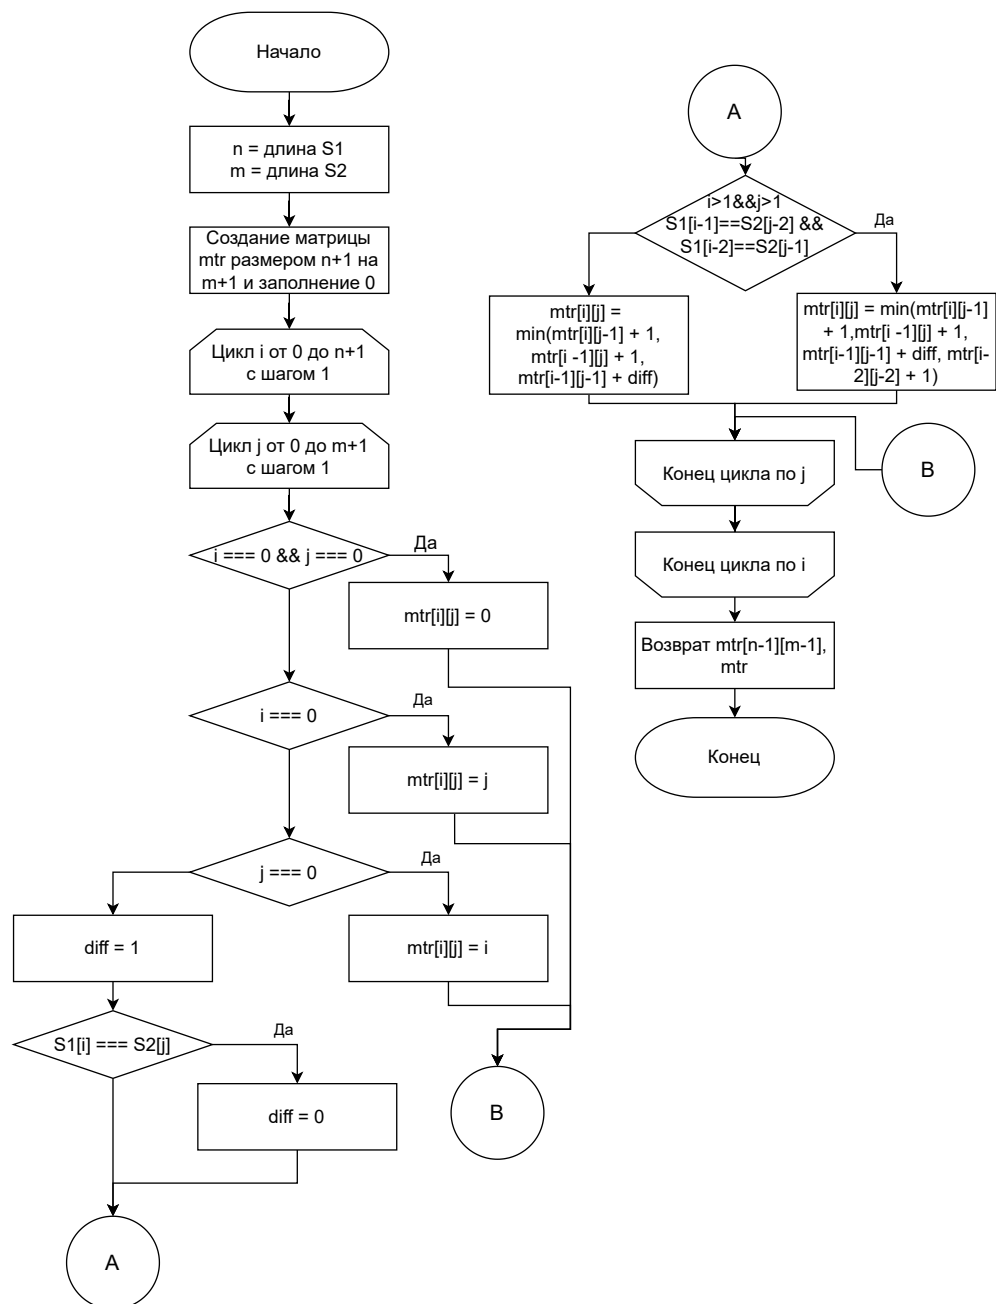 Начало
n = длина S1
m = длина S2
Создание матрицы
mtr размером n+1 на
m+1 и заполнение 0
Цикл i от 0 до n+1
с шагом 1
Цикл j от 0 до m+1
с шагом 1
i === 0 && j === 0
Да
mtr[i][j] = 0
i === 0
Да
mtr[i][j] = j
j === 0
Да
diff = 1
mtr[i][j] = i
S1[i] === S2[j]
Да
diff = 0
B
A
A
i>1&&j>1
S1[i-1]==S2[j-2] &&
S1[i-2]==S2[j-1]
Да
mtr[i][j] =
min(mtr[i][j-1] + 1,
mtr[i -1][j] + 1,
mtr[i-1][j-1] + diff)
mtr[i][j] = min(mtr[i][j-1]
+ 1,mtr[i -1][j] + 1,
mtr[i-1][j-1] + diff, mtr[i-
2][j-2] + 1)
B
Конец цикла по j
Конец цикла по i
Возврат mtr[n-1][m-1],
mtr
Конец